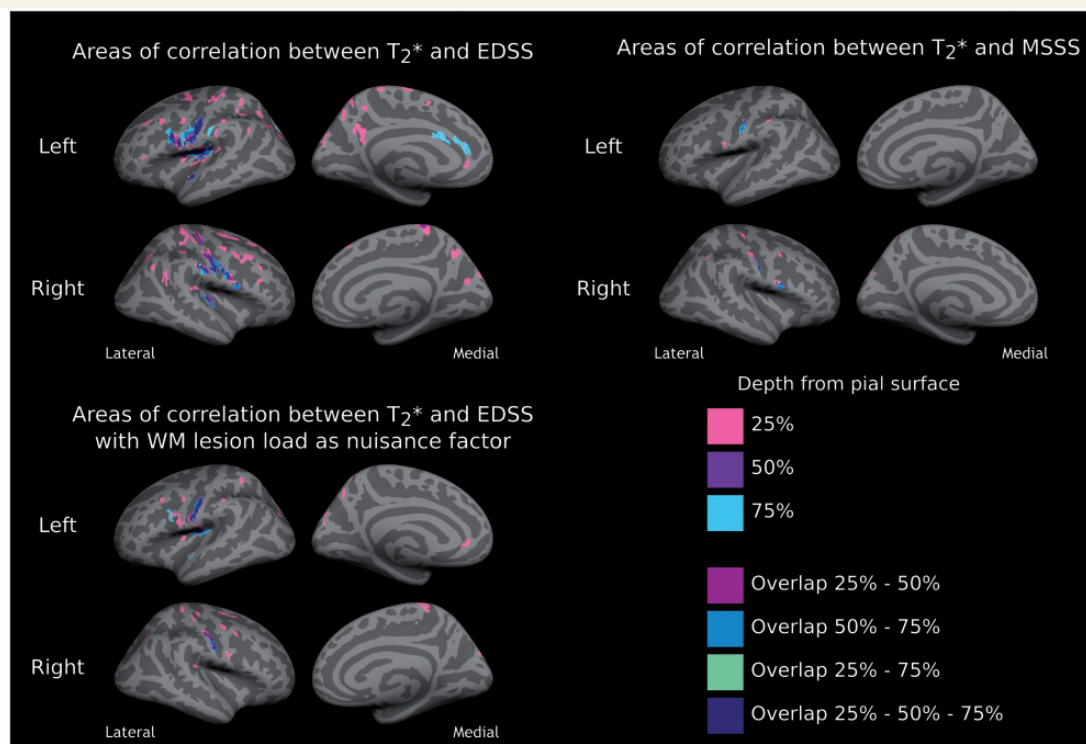 Areas of correlation between T2* and EDSS
Left
Right
Lateral
Medial
Areas of correlation between T2* and MSSS
Left
Right
Lateral
Medial
Areas of correlation between T2* and EDSS
with WM lesion load as nuisance factor
Left
Right
Lateral
Medial
Depth from pial surface
25%
50%
75%
Overlap 25% - 50%
Overlap 50% - 75%
Overlap 25% - 75%
Overlap 25% - 50% - 75%